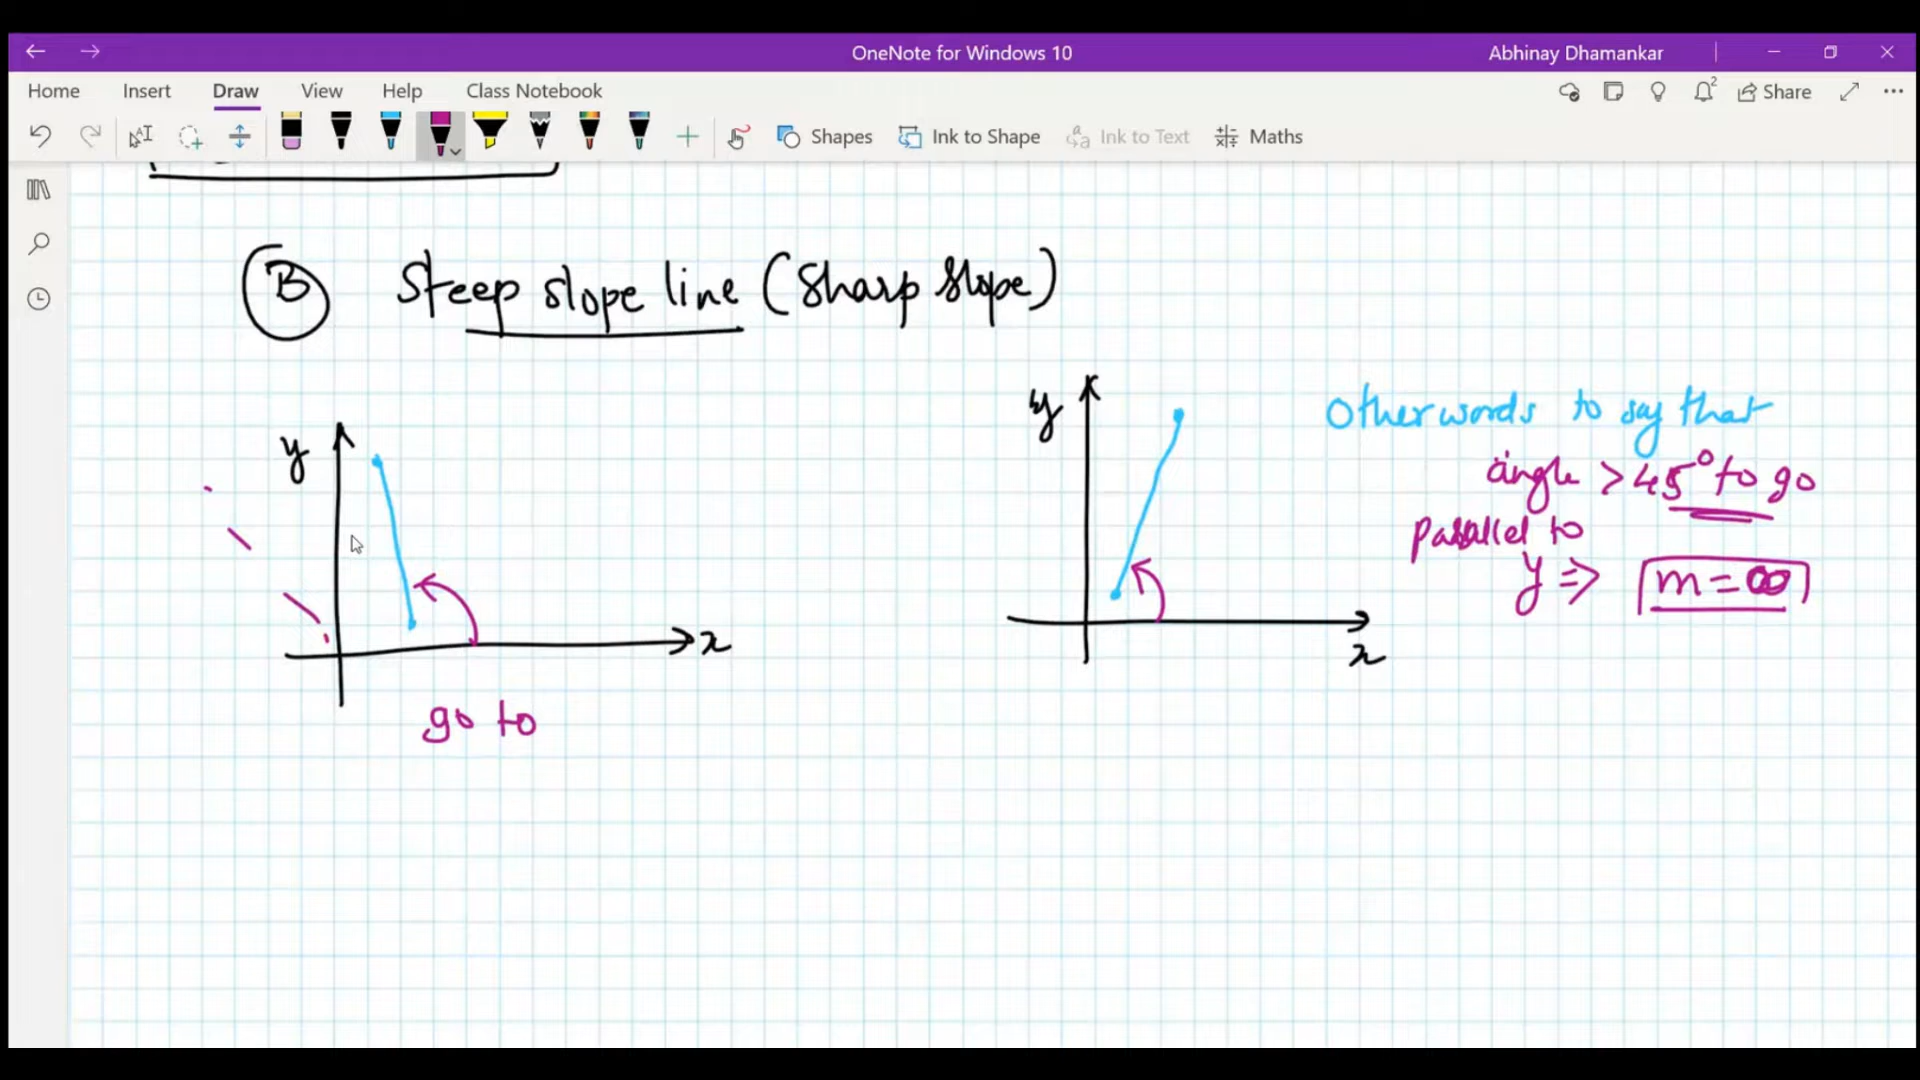 OneNote for Windows 10
Abhinay Dhamankar
Home Insert Draw View Help Class Notebook
2
Share
Shapes Ink to Shape Ink to Text Maths
B Steep slope line (Sharp slope)
y
x
go to
y
x
Otherwords to say that
angle > 45° to go
parallel to
y ⇒ m = ∞